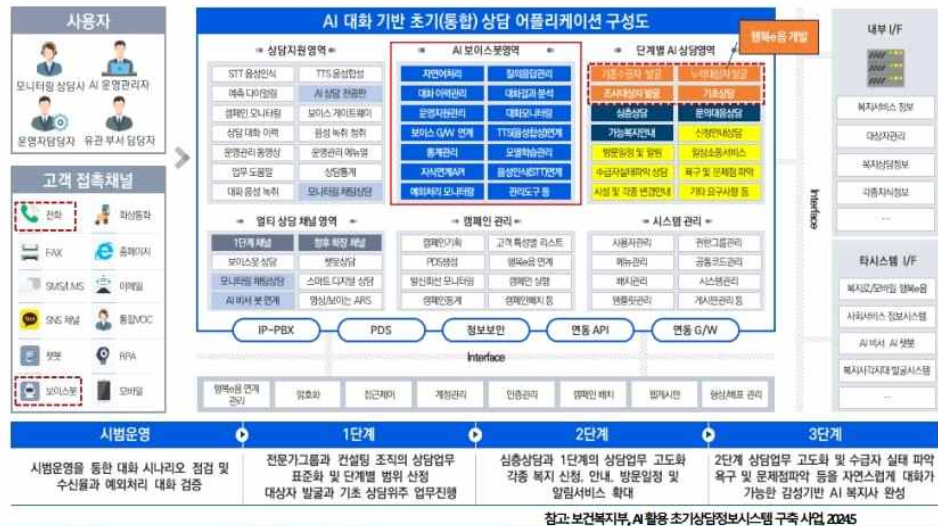 사용자
모니터링 상담사 AI 운영관리자
운영자담당자 유관 부서 담당자
고객 접촉채널
전화 화상통화
FAX 홈페이지
SMS/LMS 이메일
SNS 채널 통합VOC
챗봇 RPA
보이스봇 모바일
AI 대화 기반 초기(통합) 상담 어플리케이션 구성도
행복e음 개발
상담지원영역
STT 음성인식 TTS 음성합성
예측 다이얼링 AI 상담 전광판
캠페인 모니터링 보이스 게이트웨이
상담 대화 이력 음성 녹취 청취
운영관리 동영상 운영관리 메뉴얼
업무 도움말 상담통계
대화 음성 녹취 모니터링 채팅상담
AI 보이스봇영역
자연어처리 질의응답관리
대화 이력관리 대화결과 분석
운영지원관리 대화모니터링
보이스 G/W 연계 TTS(음성합성)연계
통계관리 모델학습관리
지식연계API 음성인식(STT)연계
예외처리 모니터링 관리도구 등
단계별 AI 상담영역
기존수급자 발굴 누락대상자 발굴
조사대상자 발굴 기초상담
심층상담 문의대응상담
가능복지안내 신청안내상담
방문일정 및 알림 일상소통서비스
수급자실태파악 상담 욕구 및 문제점 파악
시설 및 각종 변경안내 기타 요구사항 등
멀티 상담 채널 영역
1단계 채널 향후 확장 채널
보이스봇 상담 챗봇상담
모니터링 채팅상담 스마트 디지털 상담
AI 비서 봇 연계 영상/보이는 ARS
캠페인 관리
캠페인기획 고객 특성별 리스트
PDS생성 행복e음 연계
발신회선 모니터링 캠페인 실행
캠페인통계 캠페인배치 등
시스템 관리
사용자관리 권한그룹관리
메뉴관리 공통코드관리
배치관리 시스템관리
템플릿관리 게시판관리 등
IP-PBX PDS 정보보안 연동 API 연동 G/W
Interface
행복e음 연계 관리 암호화 접근제어 계정관리 인증관리 캠페인 배치 웹게시판 형상/배포 관리
Interface
내부 I/F
복지서비스 정보
대상자관리
복지상담정보
각종지식정보
...
타시스템 I/F
복지로/모바일 행복e음
사회서비스 정보시스템
AI 비서 AI 챗봇
복지사각지대 발굴시스템
...
시범운영 1단계 2단계 3단계
시범운영을 통한 대화 시나리오 점검 및
수신율과 예외처리 대화 검증
전문가그룹과 컨설팅 조직의 상담업무
표준화 및 단계별 범위 산정
대상자 발굴과 기초 상담위주 업무진행
심층상담과 1단계의 상담업무 고도화
각종 복지 신청, 안내, 방문일정 및
알림서비스 확대
2단계 상담업무 고도화 및 수급자 실태 파악
욕구 및 문제점파악 등을 자연스럽게 대화가
가능한 감성기반 AI 복지사 완성
참고: 보건복지부, AI 활용 초기상담정보시스템 구축 사업, 2024.5